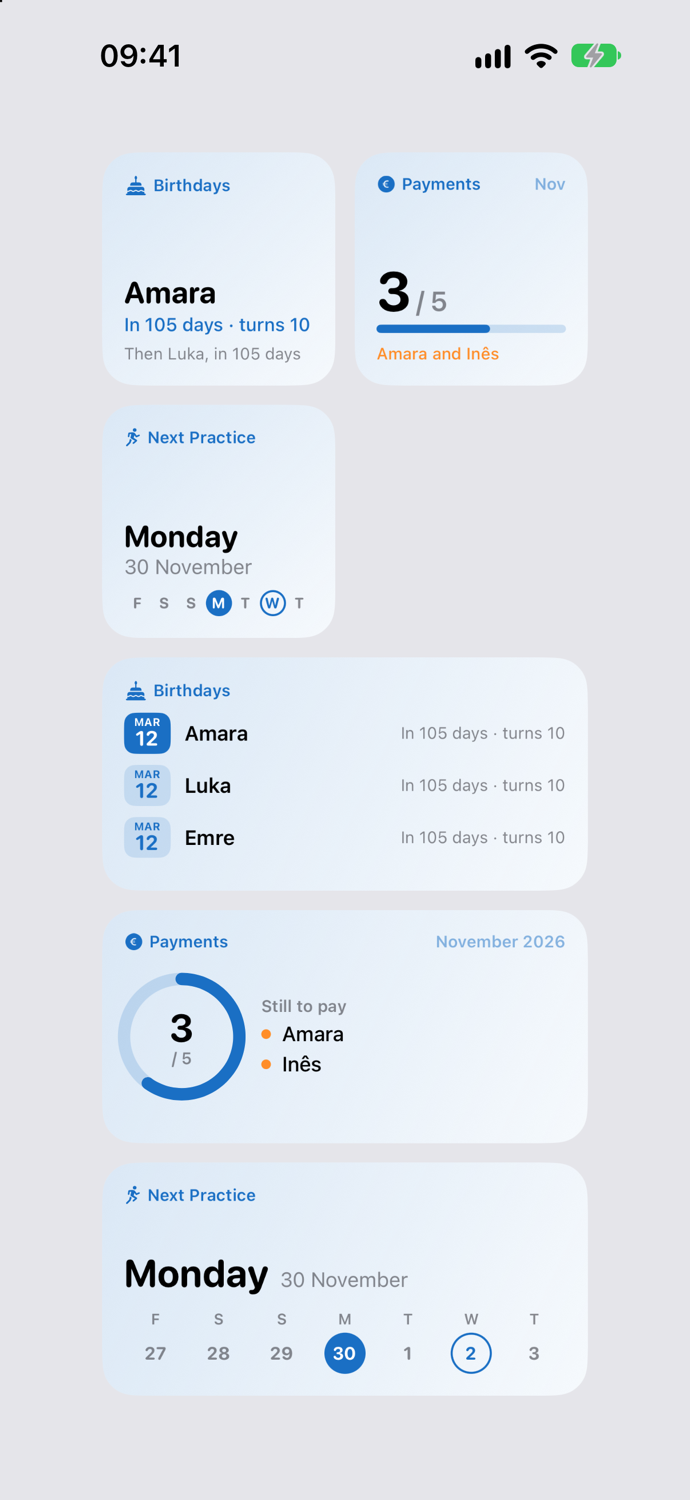 09:41
Birthdays
Amara
In 105 days · turns 10
Then Luka, in 105 days
€ Payments Nov
3 / 5
Amara and Inês
Next Practice
Monday
30 November
F S S M T W T
Birthdays
MAR
12
Amara
In 105 days · turns 10
MAR
12
Luka
In 105 days · turns 10
MAR
12
Emre
In 105 days · turns 10
€ Payments November 2026
3
/ 5
Still to pay
Amara
Inês
Next Practice
Monday 30 November
F S S M T W T
27 28 29 30 1 2 3